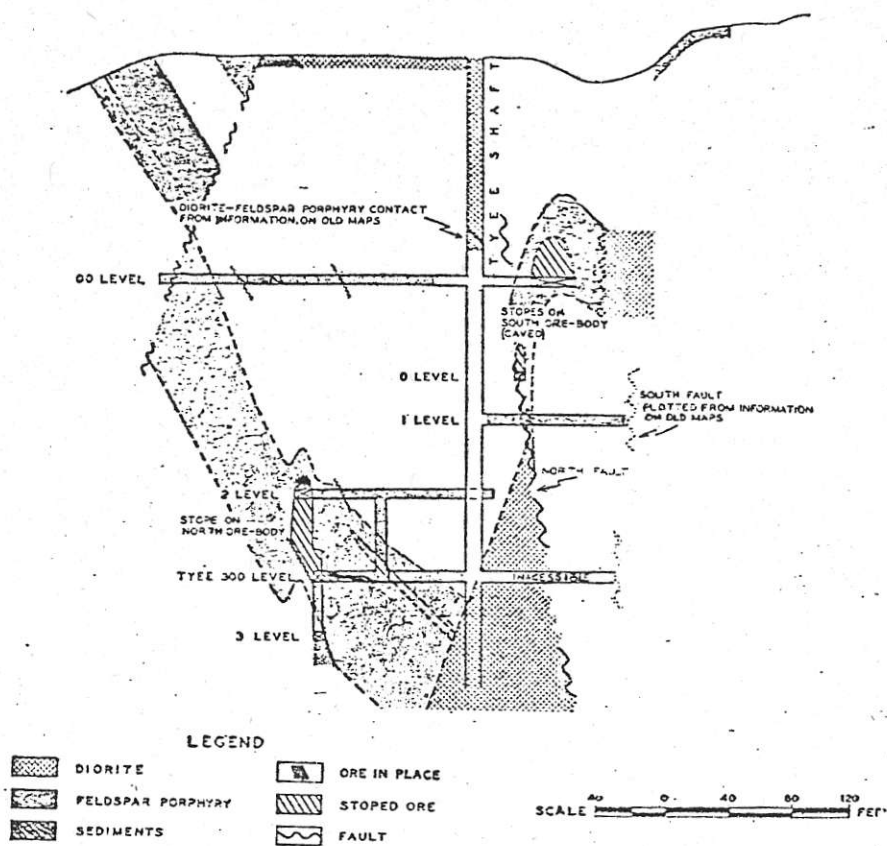 TYEE SHAFT
DIORITE-FELDSPAR PORPHYRY CONTACT
FROM INFORMATION, ON OLD MAPS
OO LEVEL
STOPES ON
SOUTH ORE-BODY
(CAVED)
O LEVEL
1 LEVEL
SOUTH FAULT
PLOTTED FROM INFORMATION
ON OLD MAPS
NORTH FAULT
2 LEVEL
STOPE ON
NORTH ORE-BODY
TYEE 300 LEVEL
INACESSIBLE
3 LEVEL
LEGEND
DIORITE
FELDSPAR PORPHYRY
SEDIMENTS
ORE IN PLACE
STOPED ORE
FAULT
SCALE 40 0 40 80 120 FEET